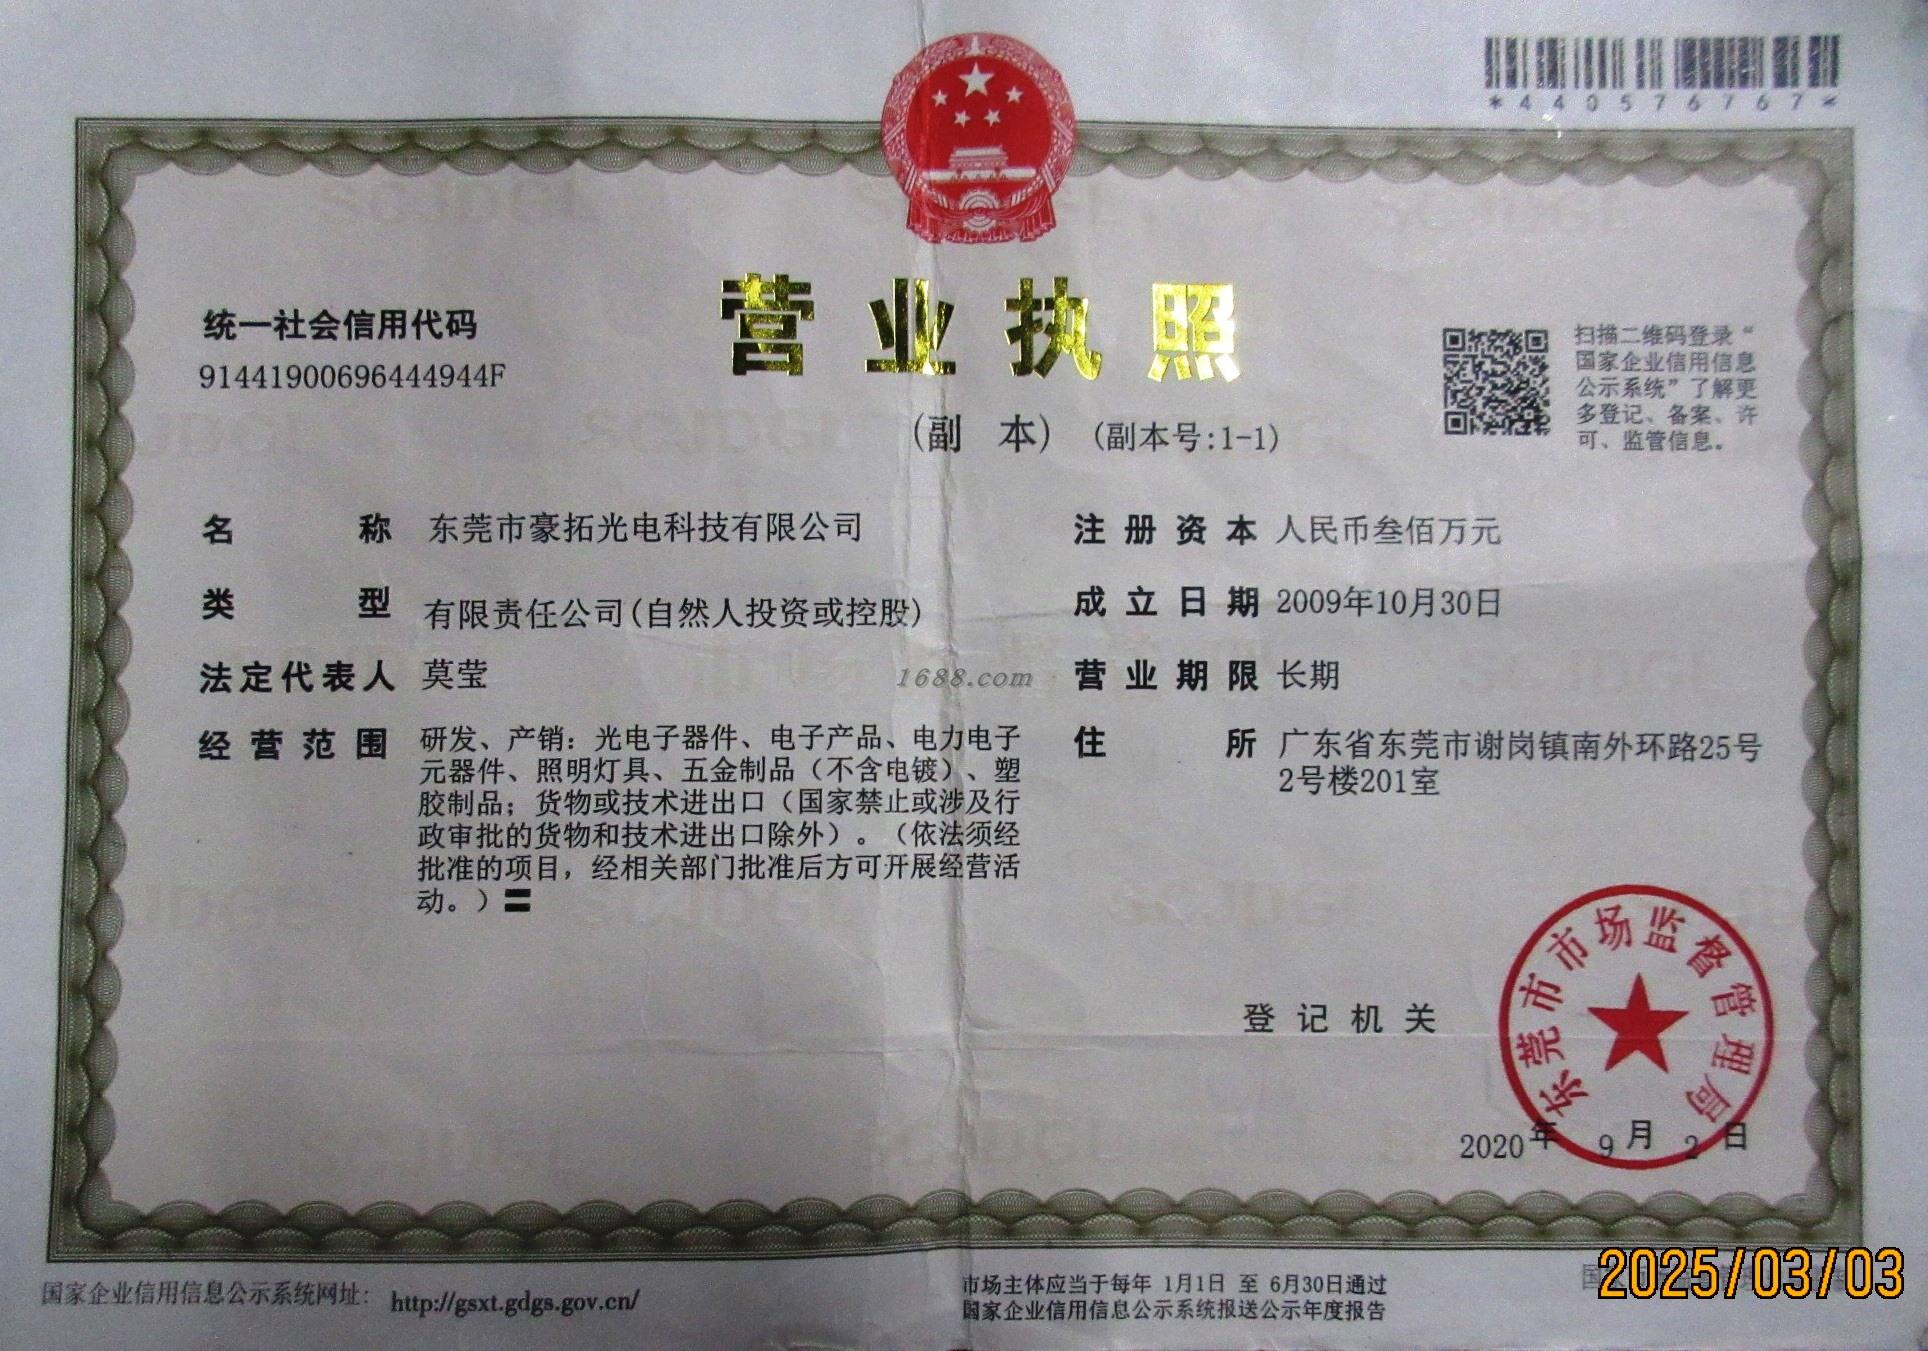 *440576767*
营业执照
(副 本) (副本号:1-1)
统一社会信用代码
91441900696444944F
扫描二维码登录“
国家企业信用信息
公示系统”了解更
多登记、备案、许
可、监管信息。
名 称 东莞市豪拓光电科技有限公司
类 型 有限责任公司(自然人投资或控股)
法定代表人 莫莹
经营范围 研发、产销：光电子器件、电子产品、电力电子
元器件、照明灯具、五金制品（不含电镀）、塑
胶制品；货物或技术进出口（国家禁止或涉及行
政审批的货物和技术进出口除外）。（依法须经
批准的项目，经相关部门批准后方可开展经营活
动。）
注册资本 人民币叁佰万元
成立日期 2009年10月30日
营业期限 长期
住 所 广东省东莞市谢岗镇南外环路25号
2号楼201室
1688.com
登记机关
东莞市市场监督管理局
2020年 9月 2日
国家企业信用信息公示系统网址： http://gsxt.gdgs.gov.cn/
市场主体应当于每年 1月1日 至 6月30日通过
国家企业信用信息公示系统报送公示年度报告
2025/03/03